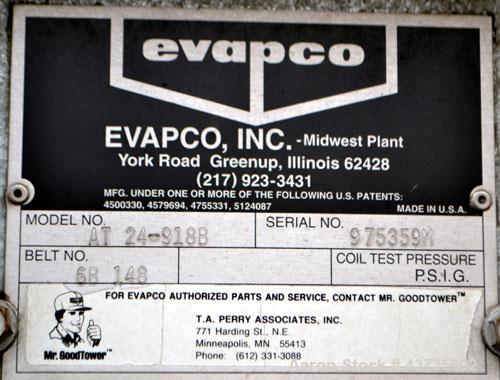 evapco
EVAPCO, INC. -Midwest Plant
York Road Greenup, Illinois 62428
(217) 923-3431
MFG. UNDER ONE OR MORE OF THE FOLLOWING U.S. PATENTS:
4500330, 4579694, 4755331, 5124087
MADE IN U.S.A.
MODEL NO. SERIAL NO.
AT 24-918B 975359M
BELT NO. COIL TEST PRESSURE
6B 148 P.S.I.G.
FOR EVAPCO AUTHORIZED PARTS AND SERVICE, CONTACT MR. GOODTOWER™
T.A. PERRY ASSOCIATES, INC.
771 Harding St., N.E.
Minneapolis, MN 55413
Phone: (612) 331-3088
Mr. GoodTower™
Aaron Stock #